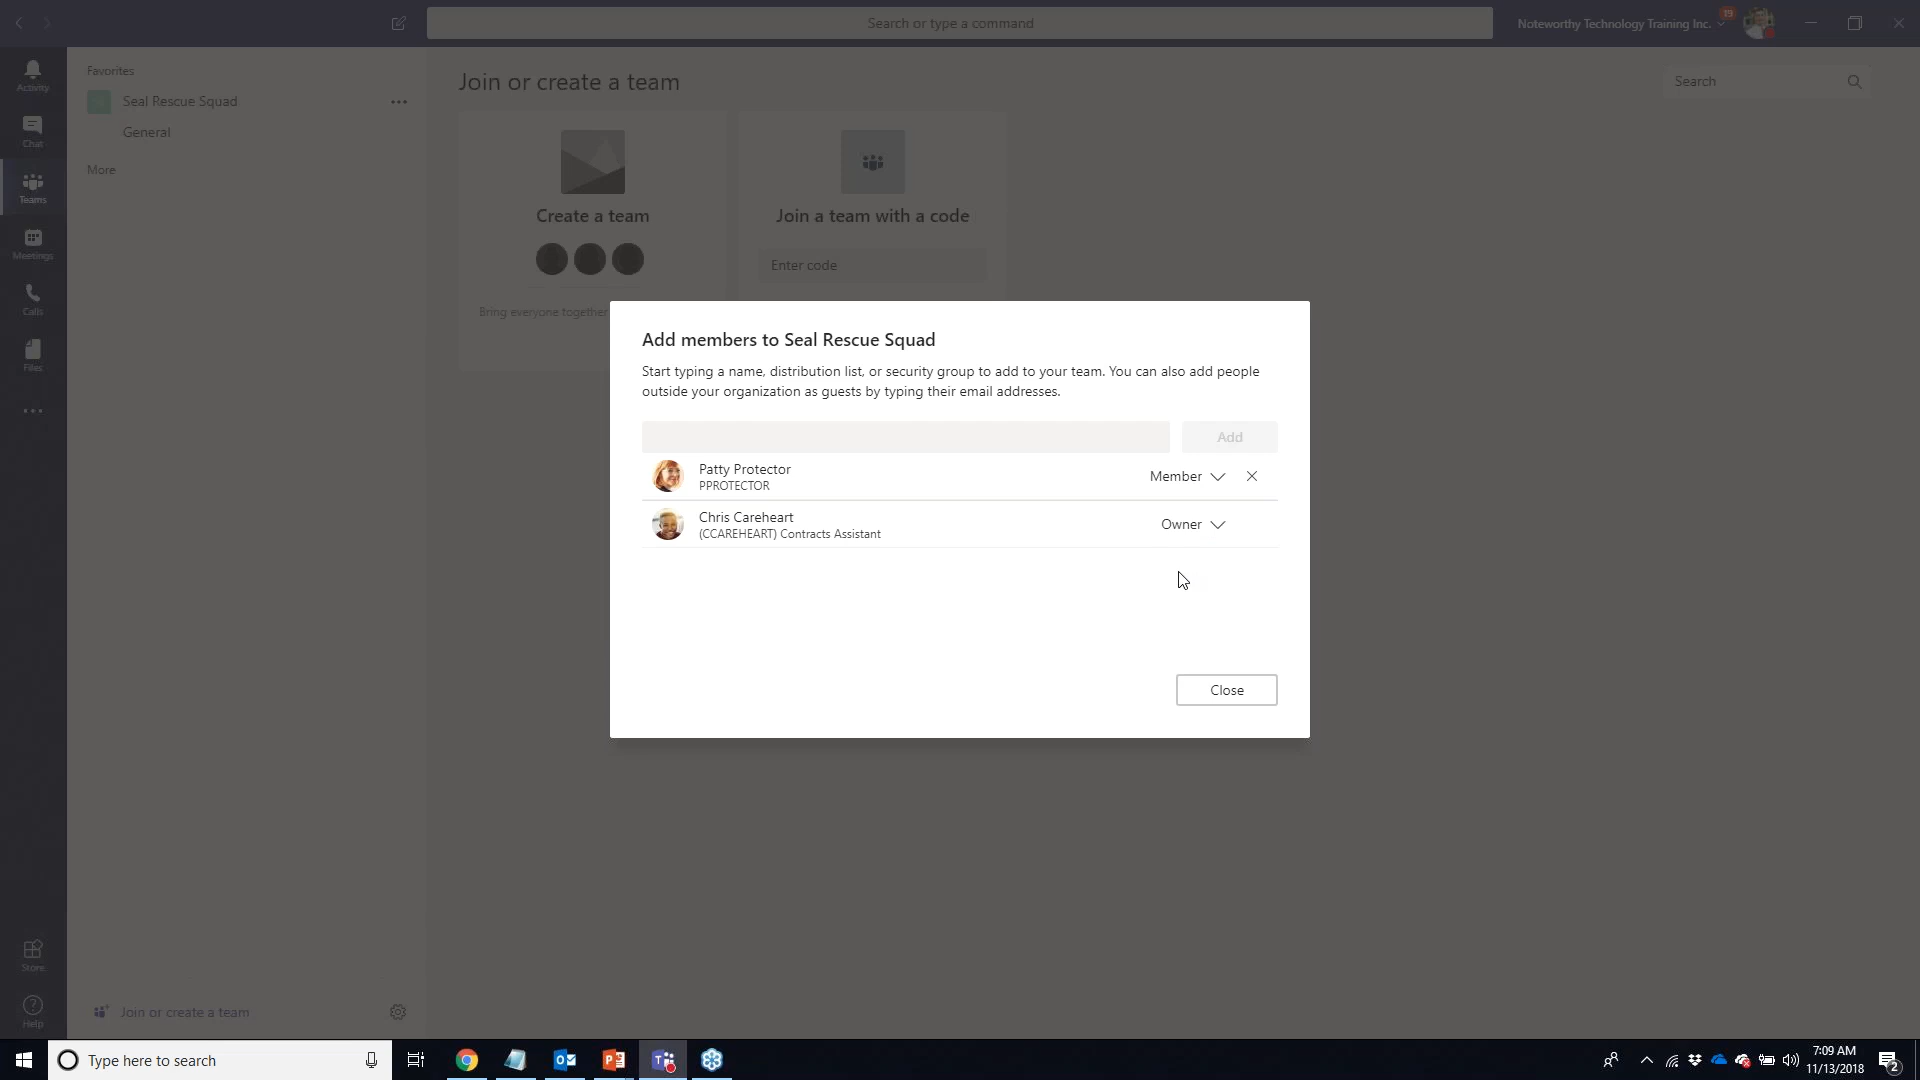 Search or type a command
Noteworthy Technology Training Inc.
19
Activity
Chat
Teams
Meetings
Calls
Files
Store
Help
Favorites
Seal Rescue Squad
General
More
Join or create a team
Join or create a team
Search
Create a team
Bring everyone together
Join a team with a code
Enter code
Add members to Seal Rescue Squad
Start typing a name, distribution list, or security group to add to your team. You can also add people
outside your organization as guests by typing their email addresses.
Add
Patty Protector
PPROTECTOR
Member
Chris Careheart
(CCAREHEART) Contracts Assistant
Owner
Close
Type here to search
7:09 AM
11/13/2018
2